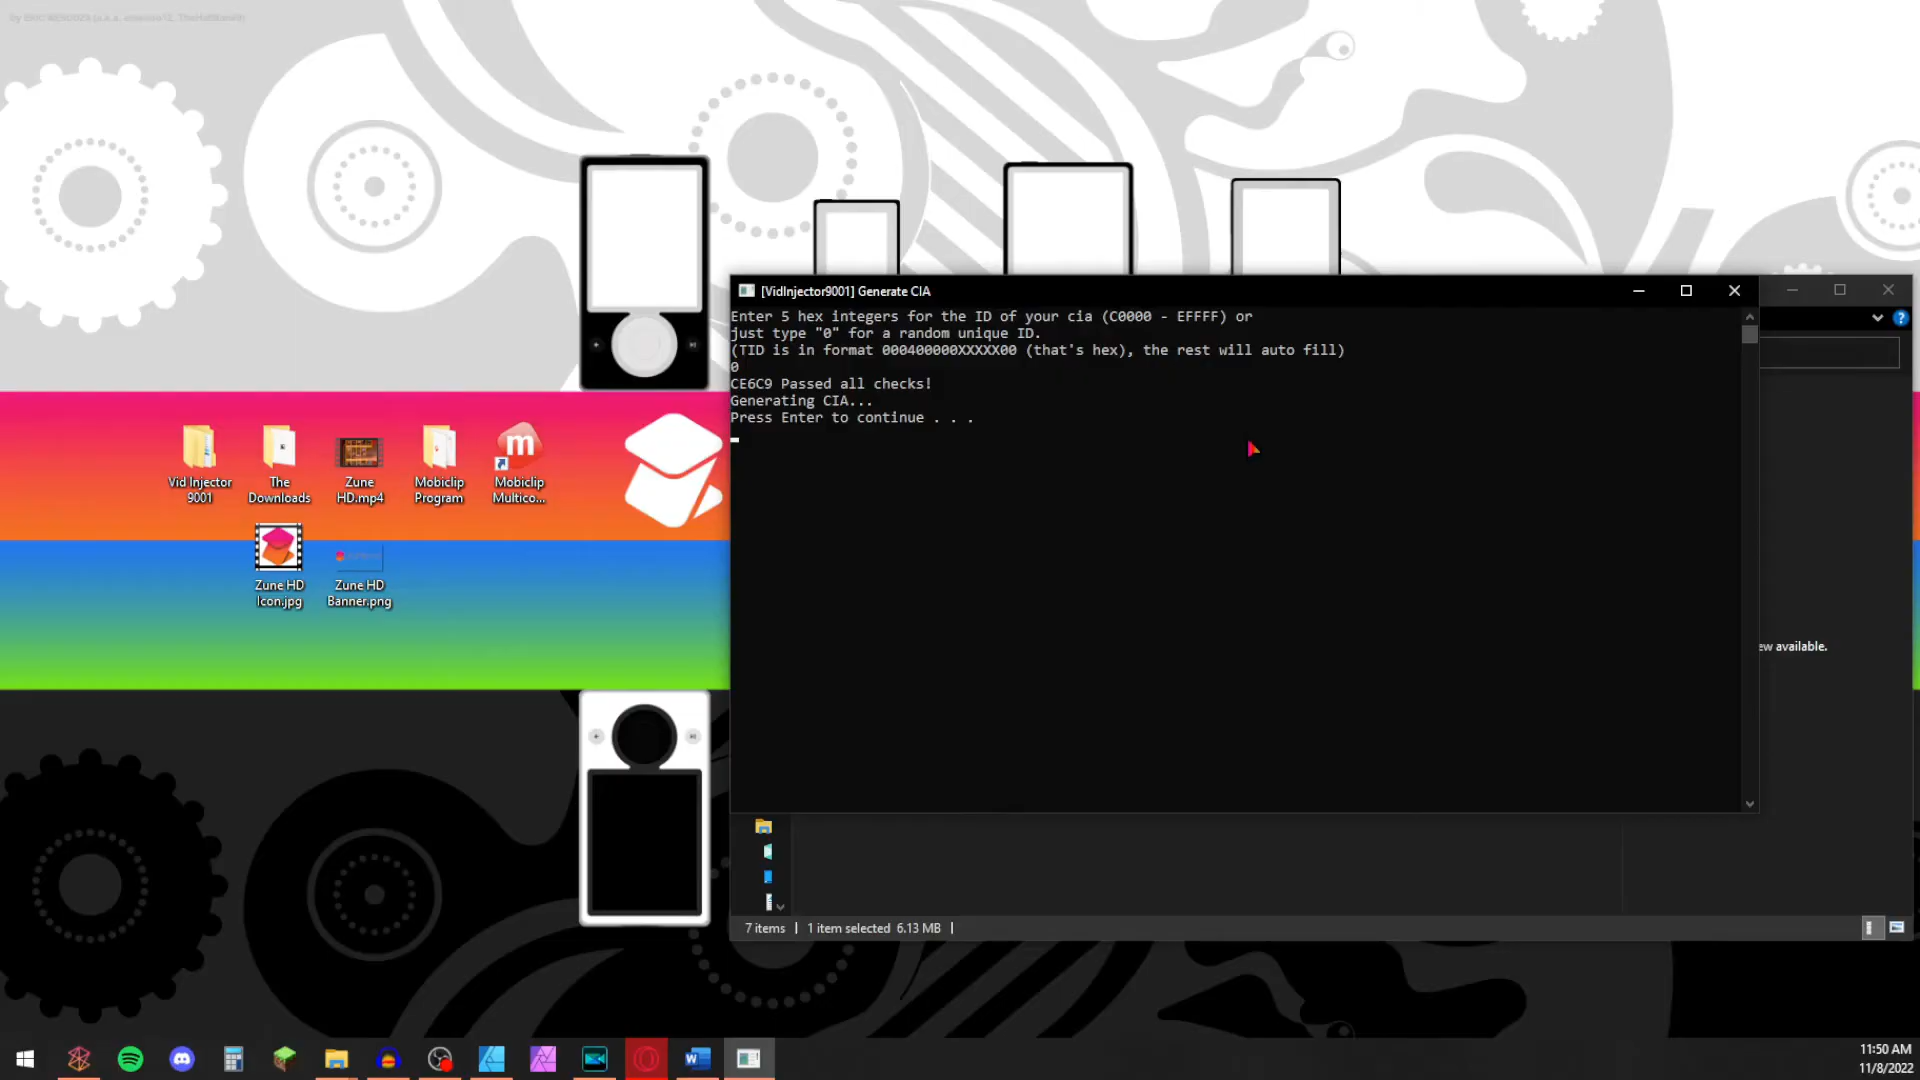 [VidInjector9001] Generate CIA
Enter 5 hex integers for the ID of your cia (C0000 - EFFFF) or
just type "0" for a random unique ID.
(TID is in format 000400000XXXXX00 (that's hex), the rest will auto fill)
0
CE6C9 Passed all checks!
Generating CIA...
Press Enter to continue . . .
Vid Injector
9001
The
Downloads
Zune
HD.mp4
Mobiclip
Program
Mobiclip
Multico...
Zune HD
Icon.jpg
Zune HD
Banner.png
ew available.
7 items
1 item selected 6.13 MB
11:50 AM
11/8/2022